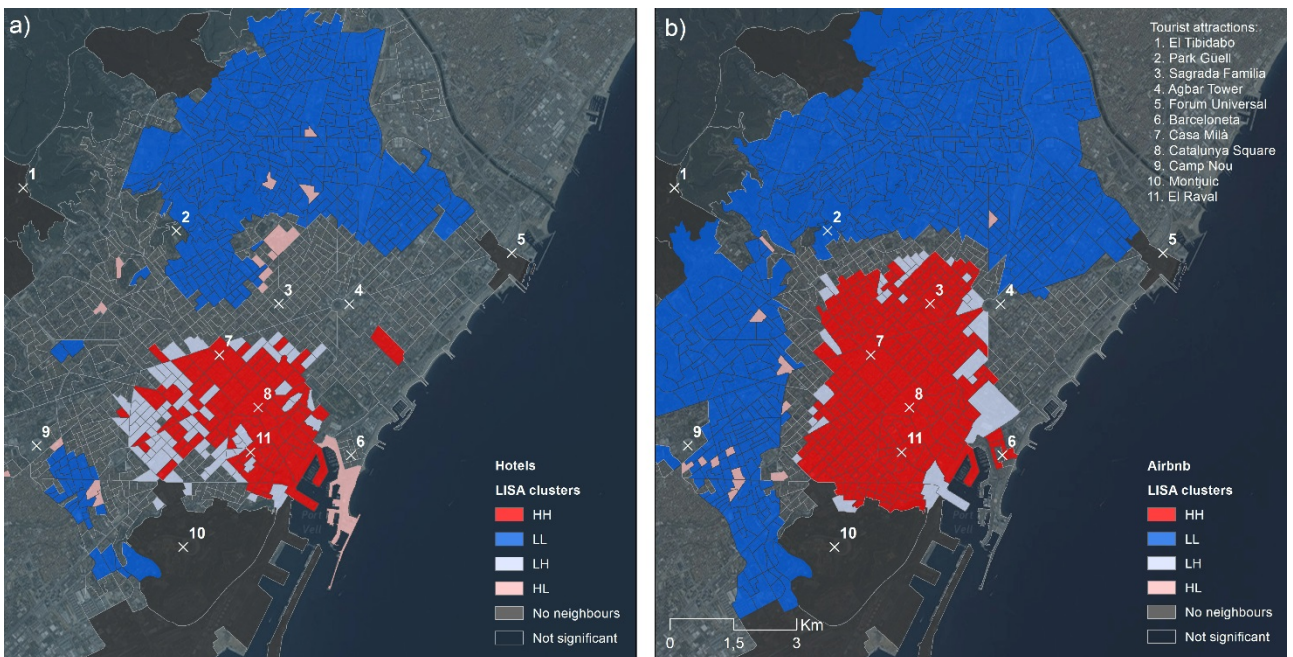 a)
1
2
3
4
5
6
7
8
9
10
11
Hotels
LISA clusters
HH
LL
LH
HL
No neighbours
Not significant
b)
Tourist attractions:
1. El Tibidabo
2. Park Güell
3. Sagrada Família
4. Agbar Tower
5. Forum Universal
6. Barceloneta
7. Casa Milà
8. Catalunya Square
9. Camp Nou
10. Montjuic
11. El Raval
1
2
3
4
5
6
7
8
9
10
11
Airbnb
LISA clusters
HH
LL
LH
HL
No neighbours
Not significant
Km
0 1,5 3